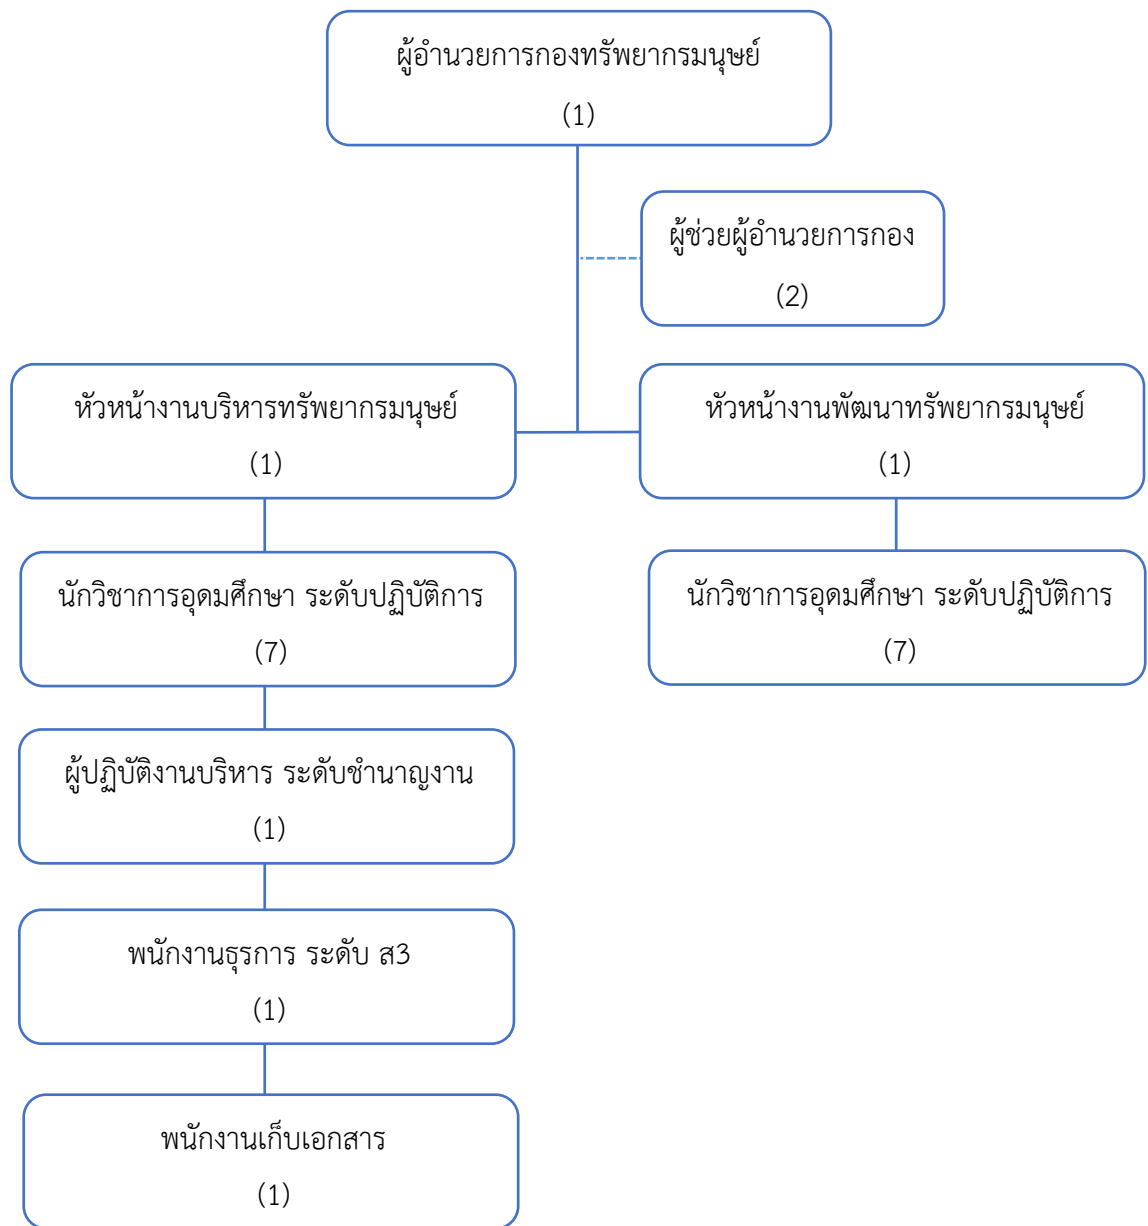 ผู้อำนวยการกองทรัพยากรมนุษย์
(1)
ผู้ช่วยผู้อำนวยการกอง
(2)
หัวหน้างานบริหารทรัพยากรมนุษย์
(1)
หัวหน้างานพัฒนาทรัพยากรมนุษย์
(1)
นักวิชาการอุดมศึกษา ระดับปฏิบัติการ
(7)
นักวิชาการอุดมศึกษา ระดับปฏิบัติการ
(7)
ผู้ปฏิบัติงานบริหาร ระดับชำนาญงาน
(1)
พนักงานธุรการ ระดับ ส3
(1)
พนักงานเก็บเอกสาร
(1)